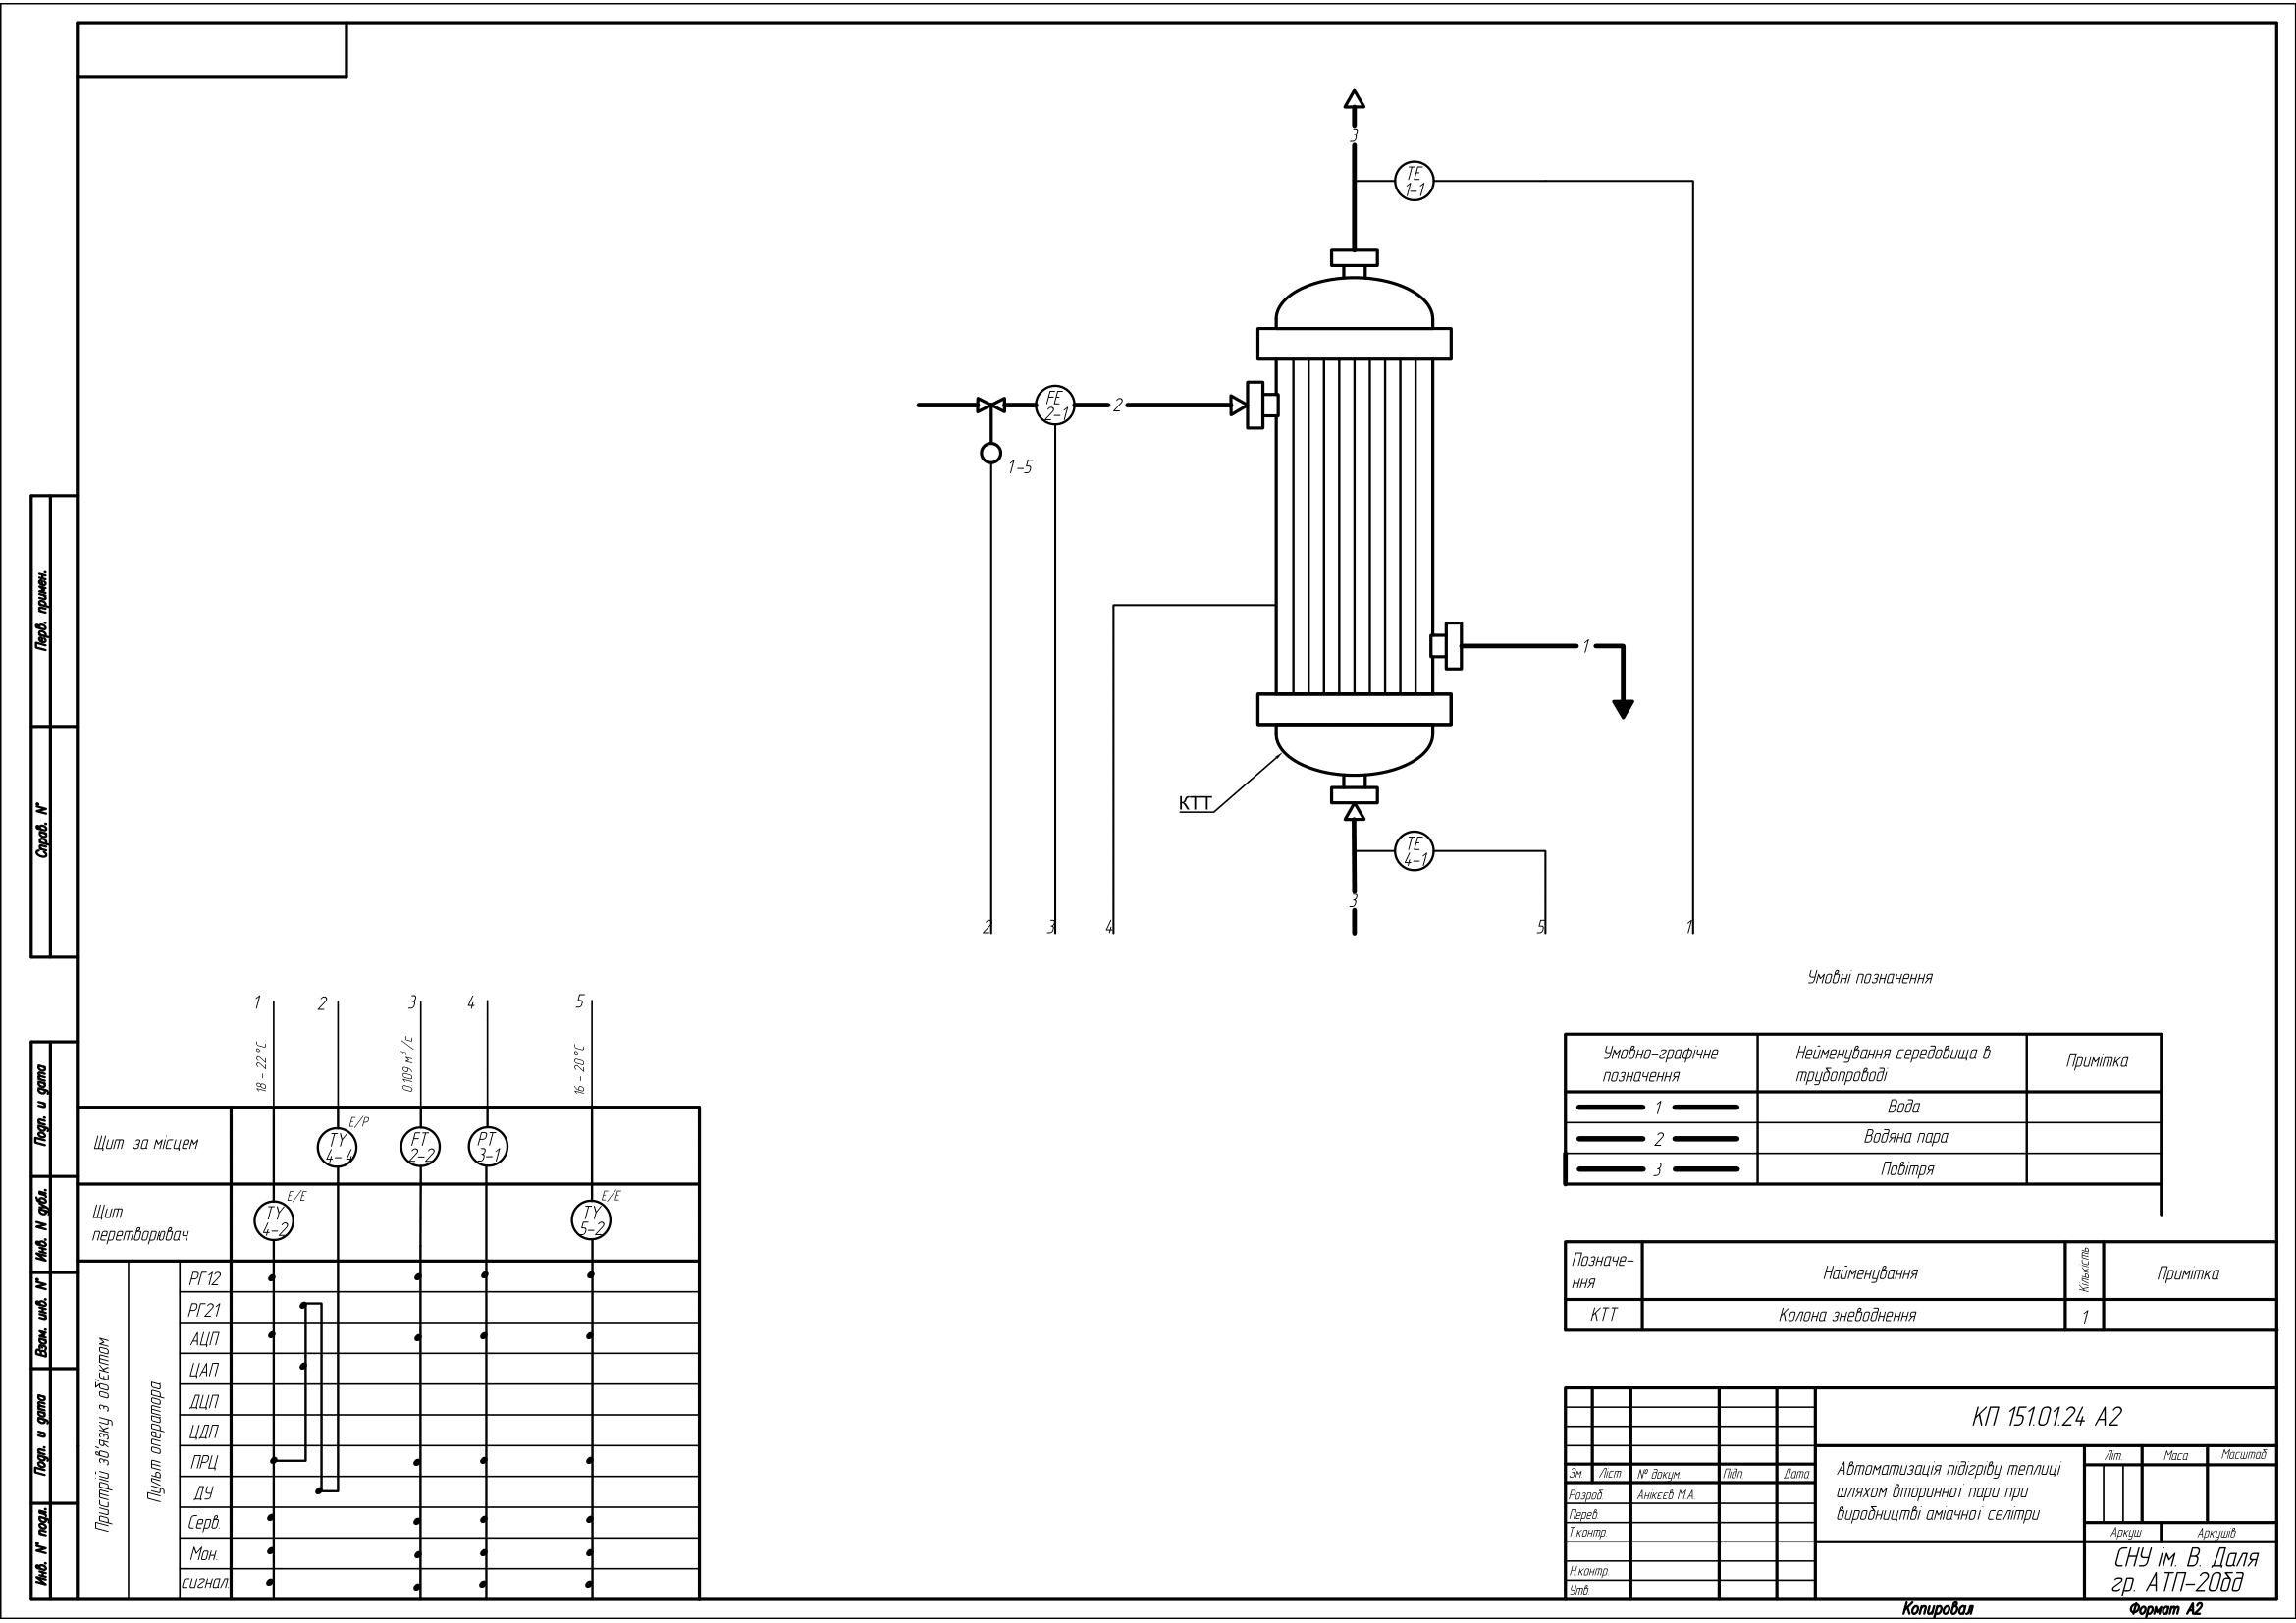 3
TE
1-1
FE
2-1
2
1-5
1
КТТ
TE
4-1
3
2
3
4
5
1
Перв. примен.
Справ. N°
Подп. и дата
Инв. N дубл.
Взам. инв. N°
Подп. и дата
Инв. N° подл.
1
2
3
4
5
18 - 22 °C
0.109 м³/с
16 - 20 °C
Щит за місцем
TY
4-4
E/P
FT
2-2
PT
3-1
Щит
перетворювач
TY
4-2
E/E
TY
5-2
E/E
Пристрій зв'язку з об'єктом
Пульт оператора
РГ12
РГ21
АЦП
ЦАП
ДЦП
ЦДП
ПРЦ
ДУ
Серв.
Мон.
сигнал.
Умовні позначення
Умовно-графічне
позначення
Нейменування середовища в
трубопроводі
Примітка
1
Вода
2
Водяна пара
3
Повітря
Позначе-
ння
Найменування
Кількість
Примітка
КТТ
Колона зневоднення
1
КП 151.01.24 А2
Зм.
Ліст
№ докум.
Підп.
Дата
Розроб.
Анікєєв М.А.
Перев.
Т.контр.
Н.контр.
Утв.
Автоматизація підігріву теплиці
шляхом вторинної пари при
виробництві аміачної селітри
Літ.
Маса
Масштаб
Аркуш
Аркушів
СНУ ім. В. Даля
гр. АТП-20бд
Копировал
Формат А2